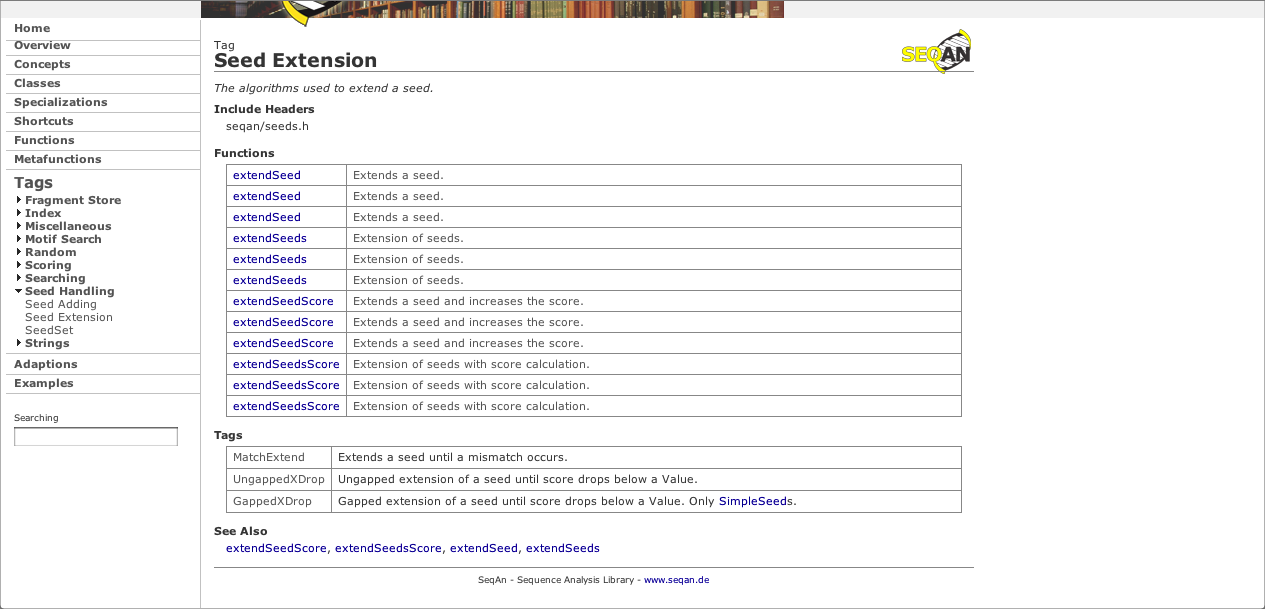 Home
Overview
Concepts
Classes
Specializations
Shortcuts
Functions
Metafunctions
Tags
Fragment Store
Index
Miscellaneous
Motif Search
Random
Scoring
Searching
Seed Handling
Seed Adding
Seed Extension
SeedSet
Strings
Adaptions
Examples
Searching
Tag
Seed Extension
SEQAN
The algorithms used to extend a seed.
Include Headers
seqan/seeds.h
Functions
extendSeed Extends a seed.
extendSeed Extends a seed.
extendSeed Extends a seed.
extendSeeds Extension of seeds.
extendSeeds Extension of seeds.
extendSeeds Extension of seeds.
extendSeedScore Extends a seed and increases the score.
extendSeedScore Extends a seed and increases the score.
extendSeedScore Extends a seed and increases the score.
extendSeedsScore Extension of seeds with score calculation.
extendSeedsScore Extension of seeds with score calculation.
extendSeedsScore Extension of seeds with score calculation.
Tags
MatchExtend Extends a seed until a mismatch occurs.
UngappedXDrop Ungapped extension of a seed until score drops below a Value.
GappedXDrop Gapped extension of a seed until score drops below a Value. Only SimpleSeeds.
See Also
extendSeedScore, extendSeedsScore, extendSeed, extendSeeds
SeqAn - Sequence Analysis Library - www.seqan.de